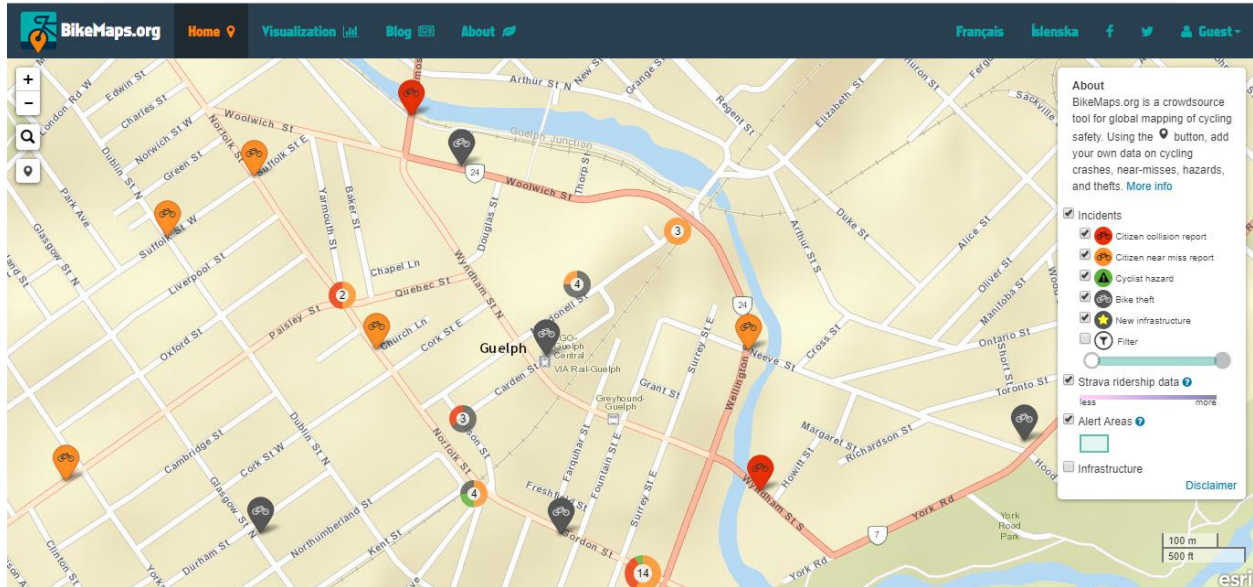 BikeMaps.org
Home
Visualization
Blog
About
Français
Íslenska
Guest
+
−
About
BikeMaps.org is a crowdsource
tool for global mapping of cycling
safety. Using the button, add
your own data on cycling
crashes, near-misses, hazards,
and thefts. More info
Incidents
Citizen collision report
Citizen near miss report
Cyclist hazard
Bike theft
New infrastructure
Filter
Strava ridership data
less more
Alert Areas
Infrastructure
Disclaimer
London Rd W
Edwin St
Charles St
Norwich St W
Green St
Dublin St N
Park Ave
Glasgow St N
Suffolk St W
Suffolk St E
Norfolk St
Woolwich St
Liverpool St
Oxford St
Yarmouth St
Baker St
Chapel Ln
Quebec St
Paisley St
Church Ln
Cork St E
Wyndham St N
Douglas St
24
Woolwich St
Thorp St
Guelph Junction
Arthur St N
New St
Grange St
Regent St
Elizabeth St
Duke St
Arthur St S
Alice St
Sackville
Oliver St
Manitoba St
Ontario St
Short St
Toronto St
Cross St
Neeve St
24
Wellington
3
4
2
Guelph
GO-
Guelph
Central
VIA Rail-Guelph
Carden St
Grant St
Surrey St E
Greyhound-
Guelph
3
Norfolk St
Dublin St N
Cambridge St
Cork St W
Glasgow St N
Northumberland St
Durham St
Kent St
Clinton St
4
Freshfield St
Farquhar St
Fountain St E
Surrey St E
Gordon St
14
Margaret St
Howitt St
Richardson St
Wyndham St S
York Rd
7
York Rd
York
Road
Park
100 m
500 ft
esri